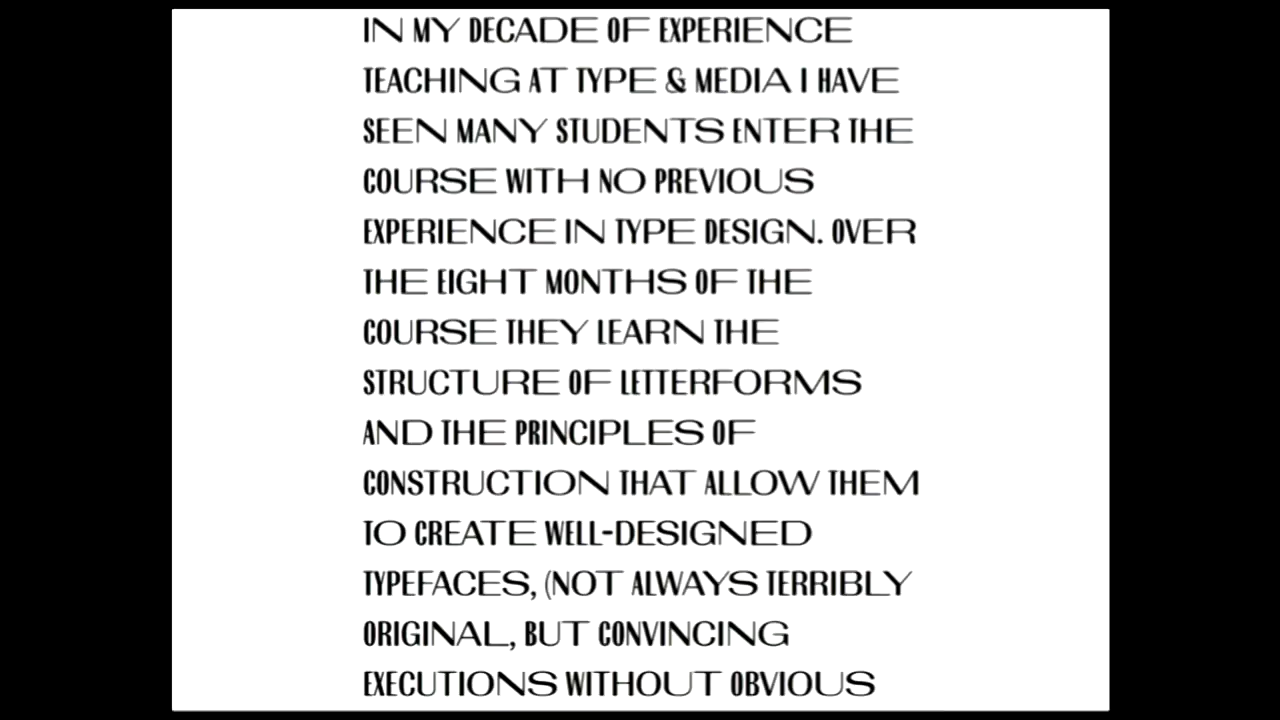 IN MY DECADE OF EXPERIENCE
TEACHING AT TYPE & MEDIA I HAVE
SEEN MANY STUDENTS ENTER THE
COURSE WITH NO PREVIOUS
EXPERIENCE IN TYPE DESIGN. OVER
THE EIGHT MONTHS OF THE
COURSE THEY LEARN THE
STRUCTURE OF LETTERFORMS
AND THE PRINCIPLES OF
CONSTRUCTION THAT ALLOW THEM
TO CREATE WELL-DESIGNED
TYPEFACES, (NOT ALWAYS TERRIBLY
ORIGINAL, BUT CONVINCING
EXECUTIONS WITHOUT OBVIOUS